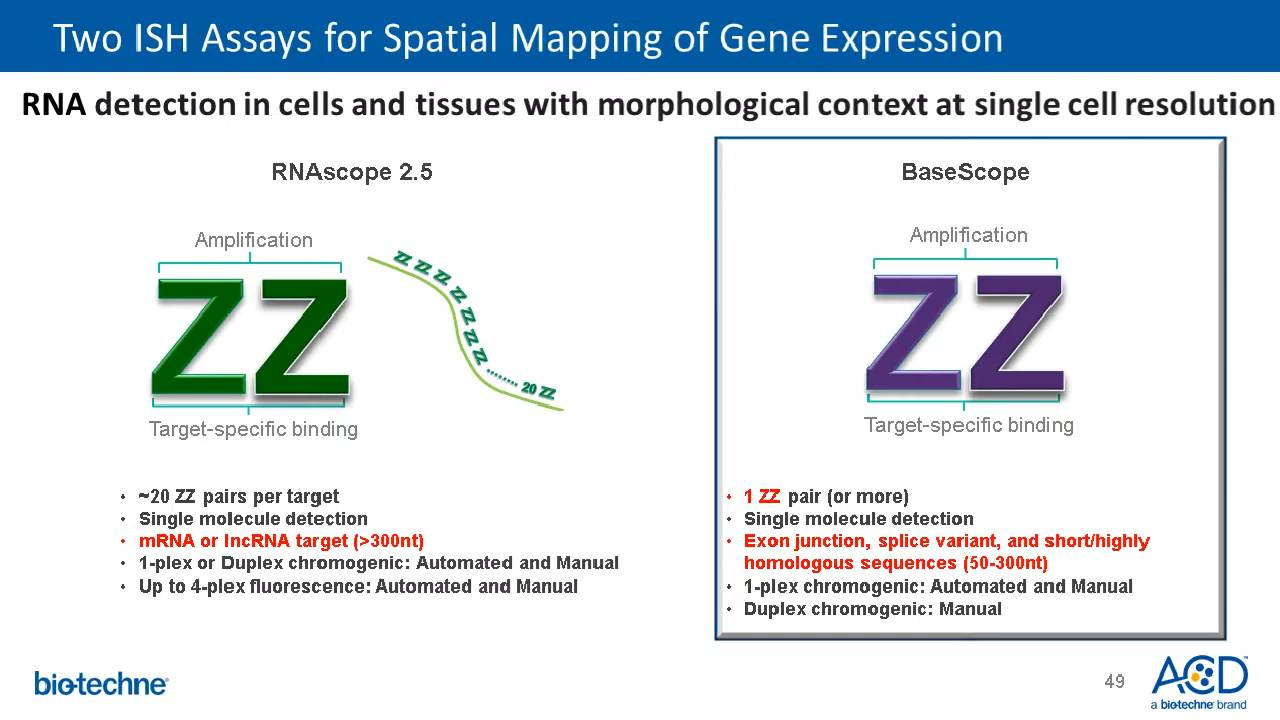 Two ISH Assays for Spatial Mapping of Gene Expression
RNA detection in cells and tissues with morphological context at single cell resolution
RNAscope 2.5
Amplification
ZZ
Target-specific binding
ZZ ZZ ZZ ZZ ZZ ZZ ZZ ........ 20 ZZ
• ~20 ZZ pairs per target
• Single molecule detection
• mRNA or lncRNA target (>300nt)
• 1-plex or Duplex chromogenic: Automated and Manual
• Up to 4-plex fluorescence: Automated and Manual
BaseScope
Amplification
ZZ
Target-specific binding
• 1 ZZ pair (or more)
• Single molecule detection
• Exon junction, splice variant, and short/highly
homologous sequences (50-300nt)
• 1-plex chromogenic: Automated and Manual
• Duplex chromogenic: Manual
bio-techne®
49
ACD™
a bio-techne brand